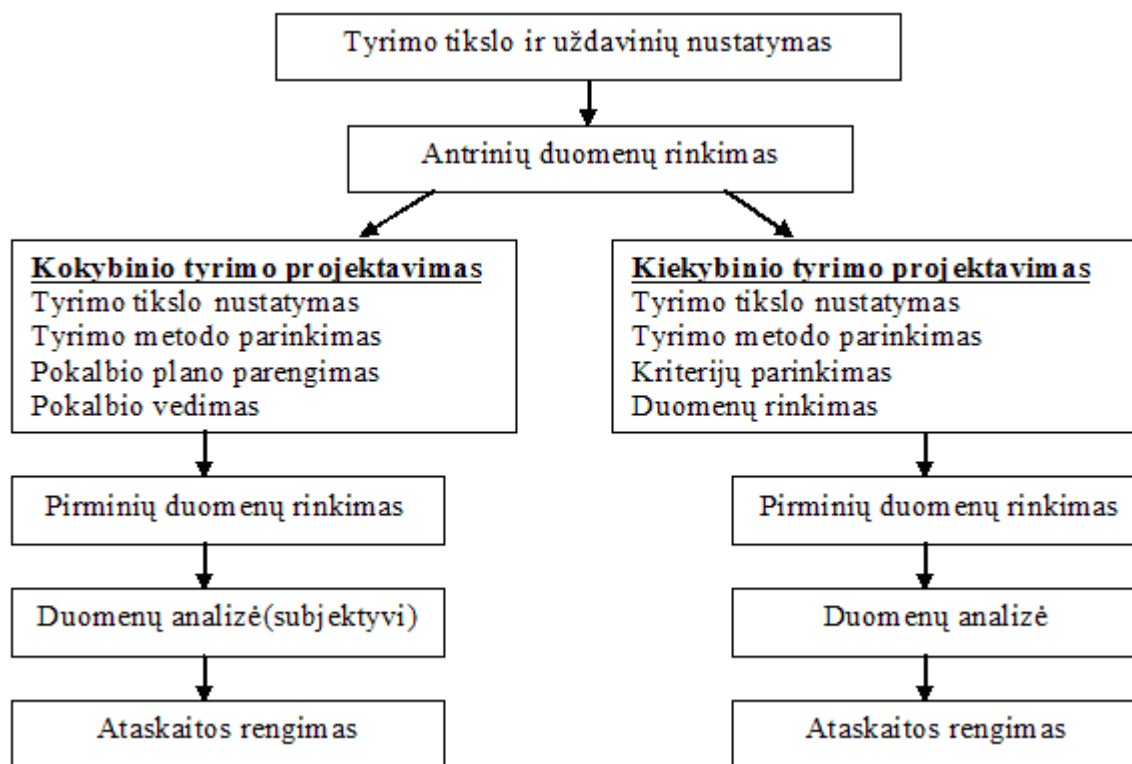 Tyrimo tikslo ir uždavinių nustatymas
Antrinių duomenų rinkimas
Kokybinio tyrimo projektavimas
Tyrimo tikslo nustatymas
Tyrimo metodo parinkimas
Pokalbio plano parengimas
Pokalbio vedimas
Kiekybinio tyrimo projektavimas
Tyrimo tikslo nustatymas
Tyrimo metodo parinkimas
Kriterijų parinkimas
Duomenų rinkimas
Pirminių duomenų rinkimas
Pirminių duomenų rinkimas
Duomenų analizė(subjektyvi)
Duomenų analizė
Ataskaitos rengimas
Ataskaitos rengimas